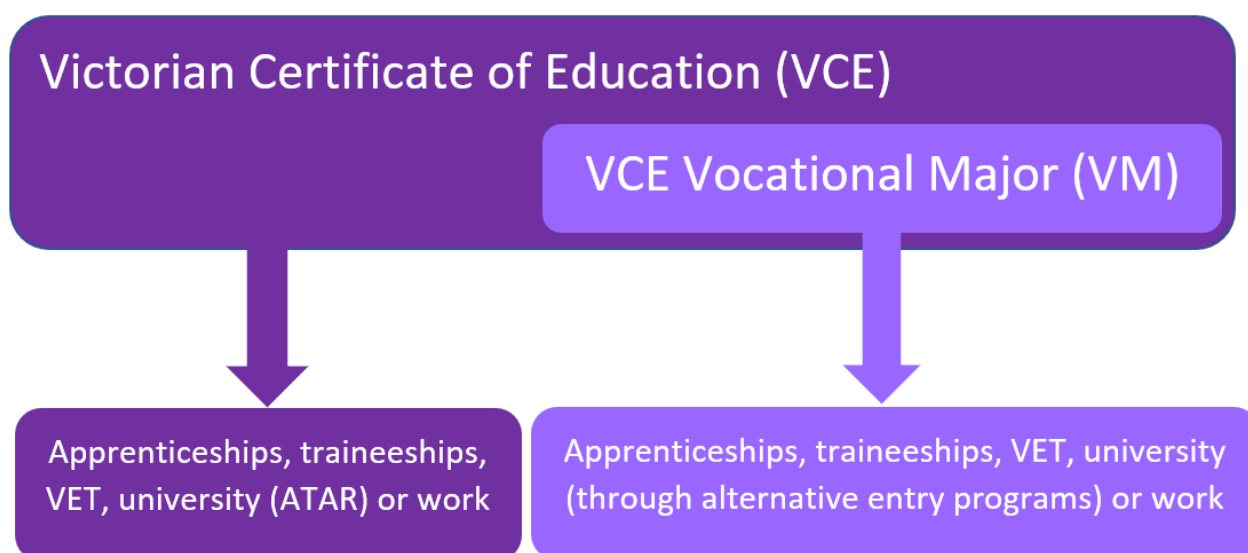 Victorian Certificate of Education (VCE)
VCE Vocational Major (VM)
Apprenticeships, traineeships,
VET, university (ATAR) or work
Apprenticeships, traineeships, VET, university
(through alternative entry programs) or work